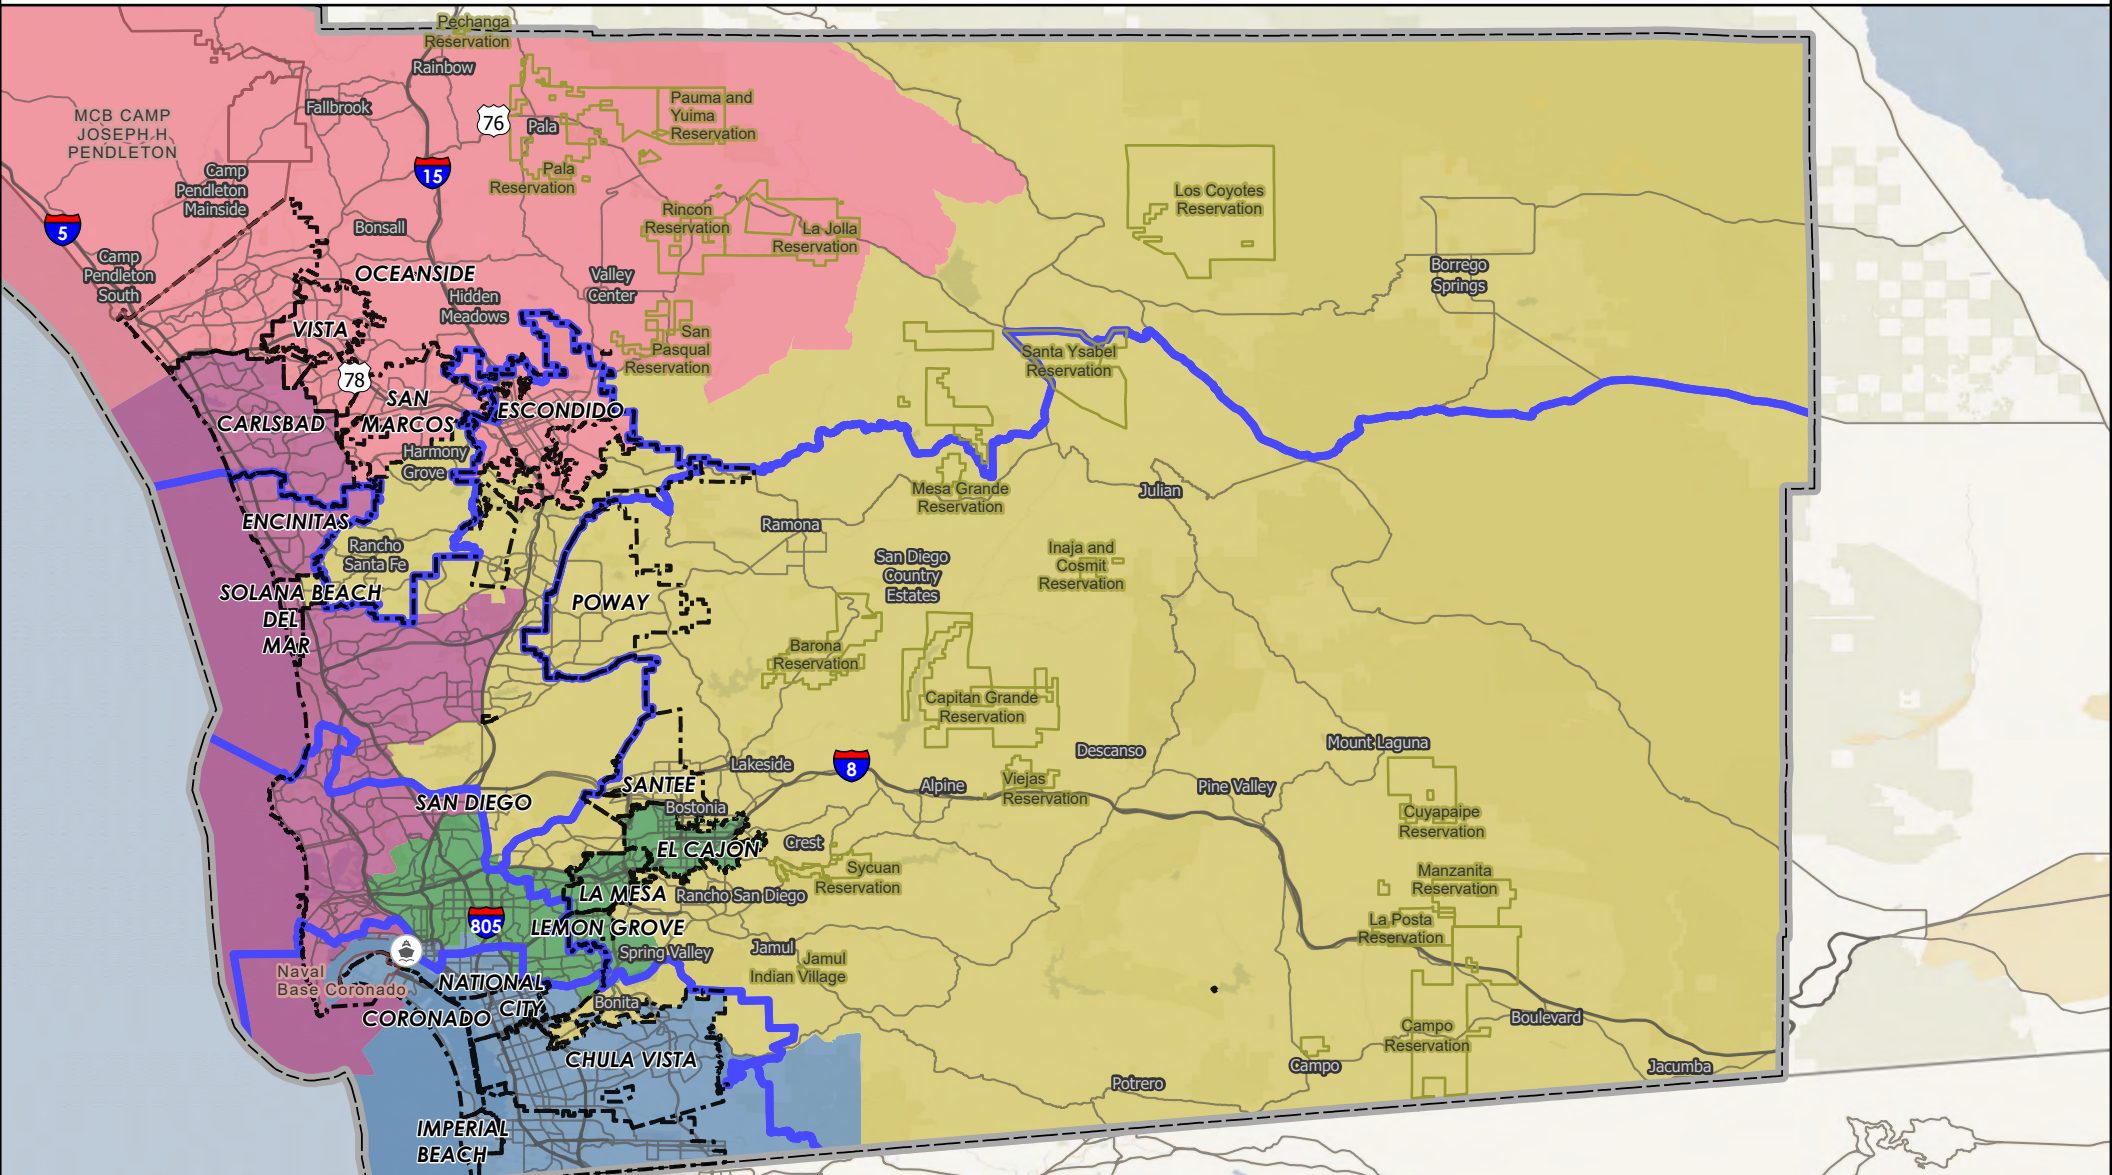 Pechanga
Reservation
Rainbow
Fallbrook
76
Pauma and
Yuima
Reservation
Pala
MCB CAMP
JOSEPH H
PENDLETON
15
Pala
Reservation
Camp
Pendleton
Mainside
Los Coyotes
Reservation
5
Bonsall
Rincon
Reservation
La Jolla
Reservation
Camp
Pendleton
South
OCEANSIDE
Valley
Center
Borrego
Springs
Hidden
Meadows
VISTA
San
Pasqual
Reservation
Santa Ysabel
Reservation
78
SAN
MARCOS
ESCONDIDO
CARLSBAD
Harmony
Grove
Mesa Grande
Reservation
Julian
ENCINITAS
Ramona
Rancho
Santa Fe
San Diego
Country
Estates
Inaja and
Cosmit
Reservation
SOLANA BEACH
DEL
MAR
POWAY
Barona
Reservation
Capitan Grande
Reservation
Descanso
Mount Laguna
Lakeside
8
SANTEE
Alpine
Viejas
Reservation
Pine Valley
SAN DIEGO
Bostonia
Cuyapaipe
Reservation
EL CAJON
Crest
Sycuan
Reservation
Manzanita
Reservation
LA MESA
Rancho San Diego
805
LEMON GROVE
La Posta
Reservation
Spring Valley
Jamul
Jamul
Indian Village
Naval
Base Coronado
NATIONAL
CITY
Bonita
CORONADO
Boulevard
Campo
Reservation
CHULA VISTA
Campo
Jacumba
Potrero
IMPERIAL
BEACH